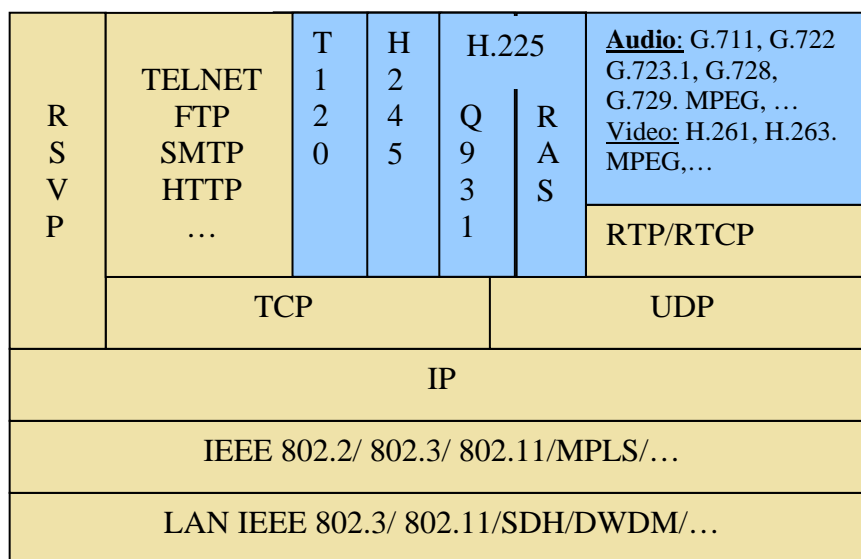 RSVP
TELNET
FTP
SMTP
HTTP
…
T120
H245
H.225
Q931
RAS
Audio: G.711, G.722
G.723.1, G.728,
G.729. MPEG, …
Video: H.261, H.263.
MPEG,…
RTP/RTCP
TCP
UDP
IP
IEEE 802.2/ 802.3/ 802.11/MPLS/…
LAN IEEE 802.3/ 802.11/SDH/DWDM/…